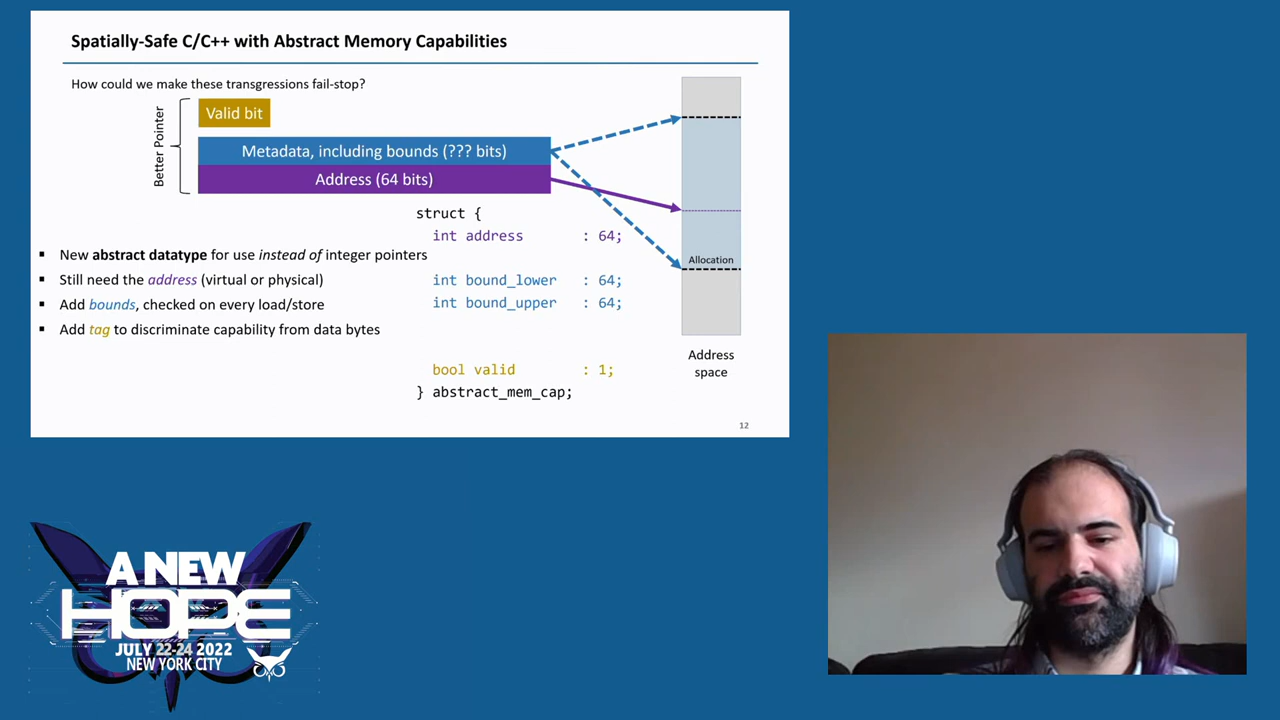 Spatially-Safe C/C++ with Abstract Memory Capabilities
How could we make these transgressions fail-stop?
Better Pointer
Valid bit
Metadata, including bounds (??? bits)
Address (64 bits)
struct {
int address : 64;
▪ New abstract datatype for use instead of integer pointers
▪ Still need the address (virtual or physical)
int bound_lower : 64;
▪ Add bounds, checked on every load/store
int bound_upper : 64;
▪ Add tag to discriminate capability from data bytes
bool valid : 1;
} abstract_mem_cap;
Allocation
Address
space
12
A NEW
HOPE
JULY 22-24 2022
NEW YORK CITY